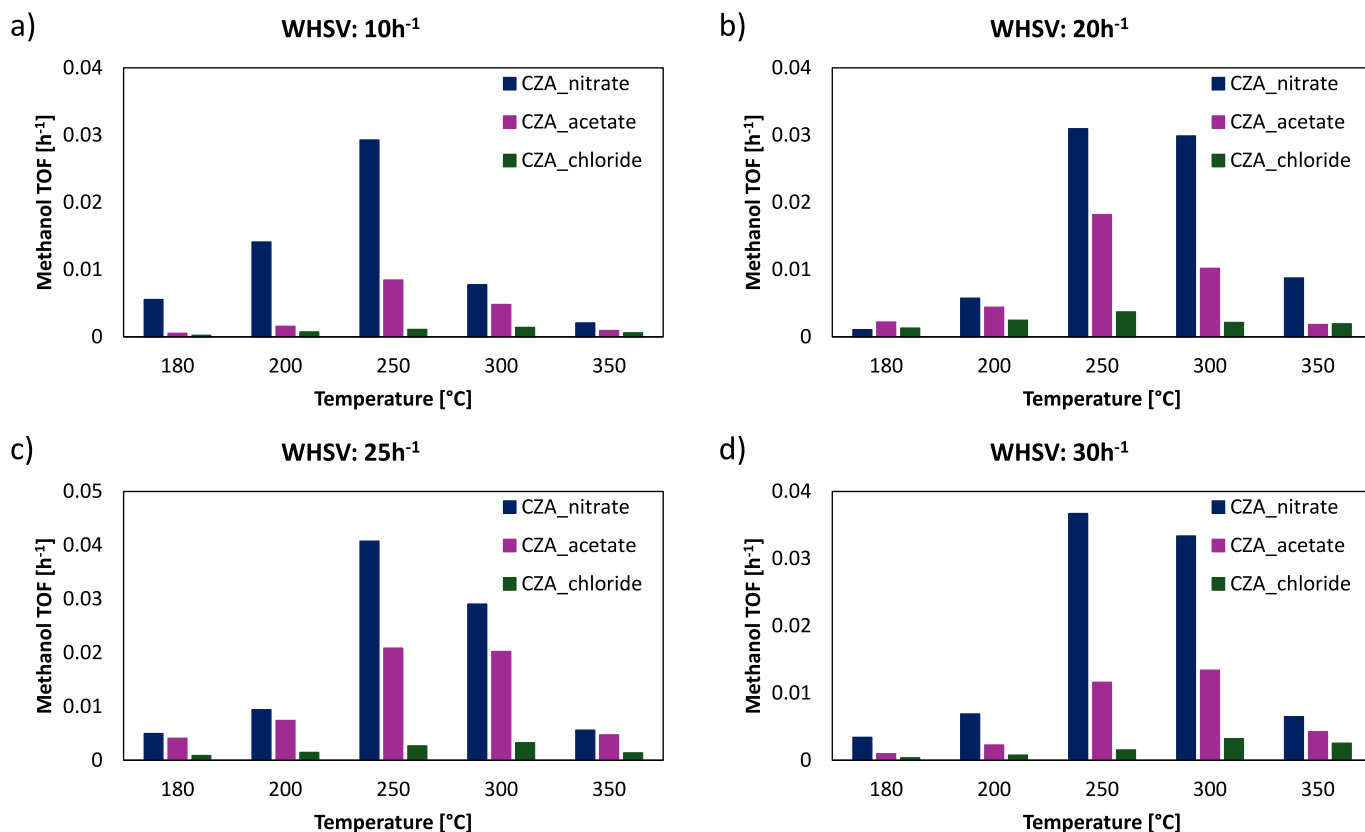 a)
WHSV: 10h⁻¹
Methanol TOF [h⁻¹]
0.04
0.03
0.02
0.01
0
CZA_nitrate
CZA_acetate
CZA_chloride
180 200 250 300 350
Temperature [°C]
b)
WHSV: 20h⁻¹
Methanol TOF [h⁻¹]
0.04
0.03
0.02
0.01
0
CZA_nitrate
CZA_acetate
CZA_chloride
180 200 250 300 350
Temperature [°C]
c)
WHSV: 25h⁻¹
Methanol TOF [h⁻¹]
0.05
0.04
0.03
0.02
0.01
0
CZA_nitrate
CZA_acetate
CZA_chloride
180 200 250 300 350
Temperature [°C]
d)
WHSV: 30h⁻¹
Methanol TOF [h⁻¹]
0.04
0.03
0.02
0.01
0
CZA_nitrate
CZA_acetate
CZA_chloride
180 200 250 300 350
Temperature [°C]